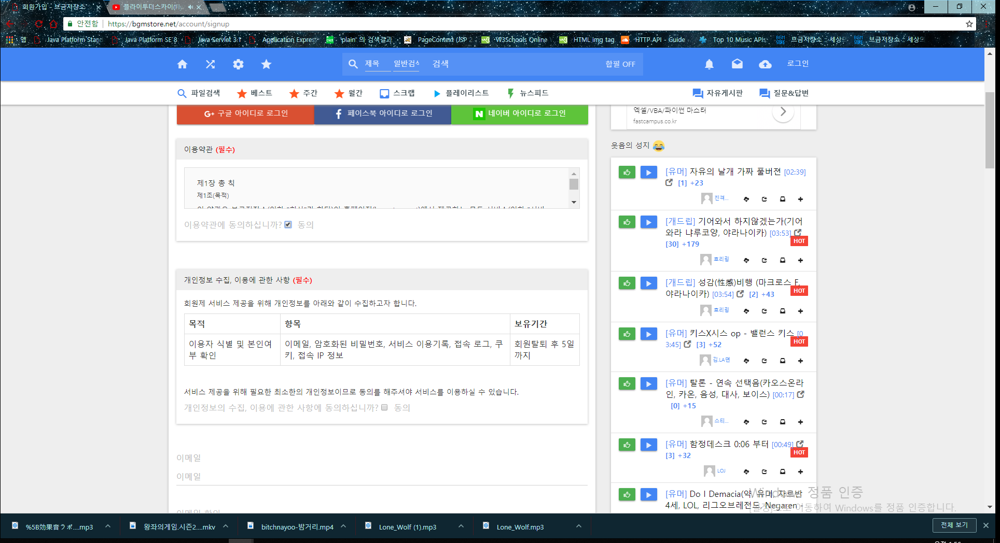 회원가입 - 브금저장소
플라이투더스카이(Fly
안전함 https://bgmstore.net/account/signup
앱 Java Platform Stand Java Platform SE 8 Java Servlet 3.1 Application Expres 'plain' 의 검색결과 PageContext (JSP 2 W3Schools Online HTML img tag HTTP API - Guide Top 10 Music APIs 브금저장소 - 세상으 브금저장소 - 세상으
제목 일반검색 검색 합필 OFF 로그인
파일검색 베스트 주간 월간 스크랩 플레이리스트 뉴스피드 자유게시판 질문&답변
G+ 구글 아이디로 로그인 페이스북 아이디로 로그인 N 네이버 아이디로 로그인
이용약관 (필수)
제1장 총 칙
제1조(목적)
이용약관에 동의하십니까? 동의
개인정보 수집, 이용에 관한 사항 (필수)
회원제 서비스 제공을 위해 개인정보를 아래와 같이 수집하고자 합니다.
목적 항목 보유기간
이용자 식별 및 본인여 이메일, 암호화된 비밀번호, 서비스 이용기록, 접속 로그, 쿠 회원탈퇴 후 5일
부 확인 키, 접속 IP 정보 까지
서비스 제공을 위해 필요한 최소한의 개인정보이므로 동의를 해주셔야 서비스를 이용하실 수 있습니다.
개인정보의 수집, 이용에 관한 사항에 동의하십니까? 동의
이메일
이메일
이메일 확인
엑셀/VBA/파이썬 마스터
fastcampus.co.kr
웃음의 성지
[유머] 자유의 날개 가짜 풀버젼 [02:39]
[1] +23
진격...
[개드립] 기어와서 하지않겠는가(기어
와라 냐루코양, 야라나이카) [03:53]
HOT
[30] +179
흐리링
[개드립] 성감(性感)비행 (마크로스 F,
HOT
야라나이카) [03:54] [2] +43
흐리링
[유머] 키스X시스 op - 밸런스 키스 [0
HOT
3:45] [3] +52
김.LA면
[유머] 탈론 - 연속 선택음(카오스온라
인, 카온, 음성, 대사, 보이스) [00:17]
[0] +15
스티...
[유머] 함정데스크 0:06 부터 [00:49]
HOT
[3] +32
LOJ
[유머] Do I Demacia(약, 유머, 자르반
4세, LOL, 리그오브레전드, Negaren -
Windows 정품 인증
[설정]으로 이동하여 Windows를 정품 인증합니다.
%5B効果音ラボ....mp3 왕좌의게임.시즌2....mkv bitchnayoo-밤거리.mp4 Lone_Wolf (1).mp3 Lone_Wolf.mp3 전체 보기